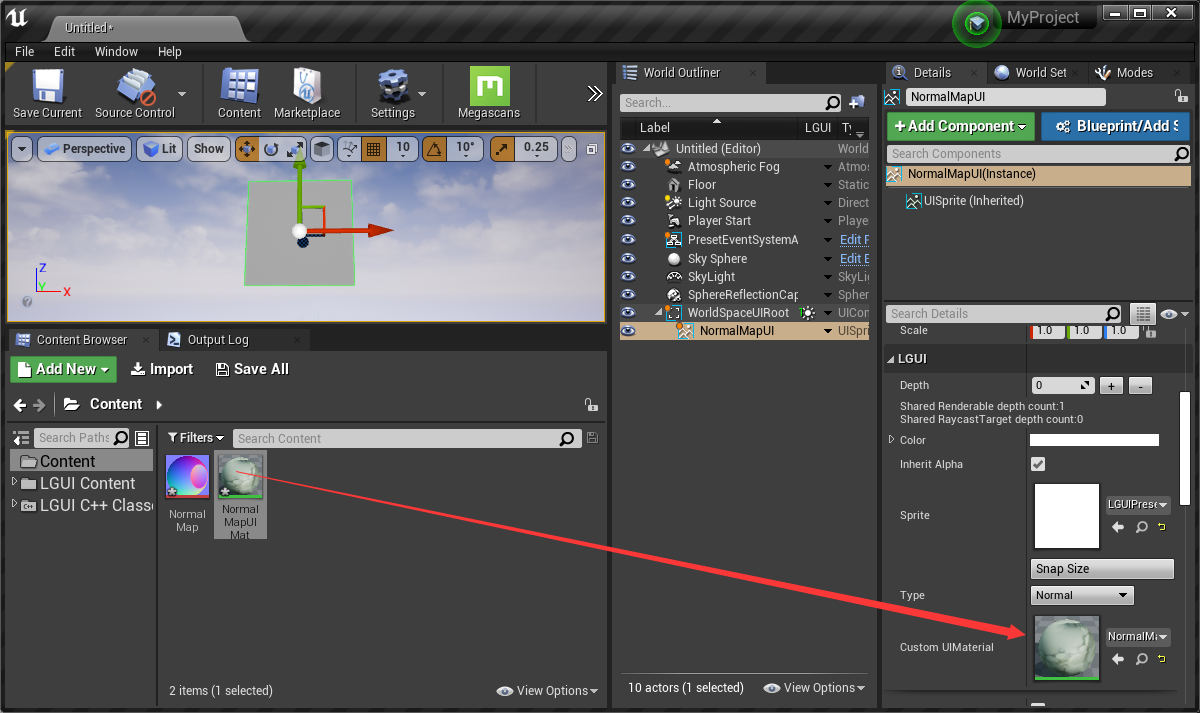 Untitled*
MyProject
File Edit Window Help
Save Current
Source Control
Content
Marketplace
Settings
Megascans
Perspective
Lit
Show
10
10°
0.25
Z
Y
X
World Outliner
Search...
Label
LGUI
Ty
Untitled (Editor) World
Atmospheric Fog Atmos
Floor Static
Light Source Direct
Player Start Player
PresetEventSystemA Edit P
Sky Sphere Edit B
SkyLight SkyLi
SphereReflectionCap Spher
WorldSpaceUIRoot UICon
NormalMapUI UISpri
10 actors (1 selected)
View Options
Details
World Set
Modes
NormalMapUI
+Add Component
Blueprint/Add S
Search Components
NormalMapUI(Instance)
UISprite (Inherited)
Search Details
Scale 1.0 1.0 1.0
LGUI
Depth 0 + -
Shared Renderable depth count:1
Shared RaycastTarget depth count:0
Color
Inherit Alpha
Sprite
LGUIPrese
Snap Size
Type Normal
Custom UIMaterial
NormalMa
Content Browser
Output Log
Add New
Import
Save All
Content
Search Paths
Filters
Search Content
Content
LGUI Content
LGUI C++ Classe
Normal
Map
Normal
MapUI
Mat
2 items (1 selected)
View Options